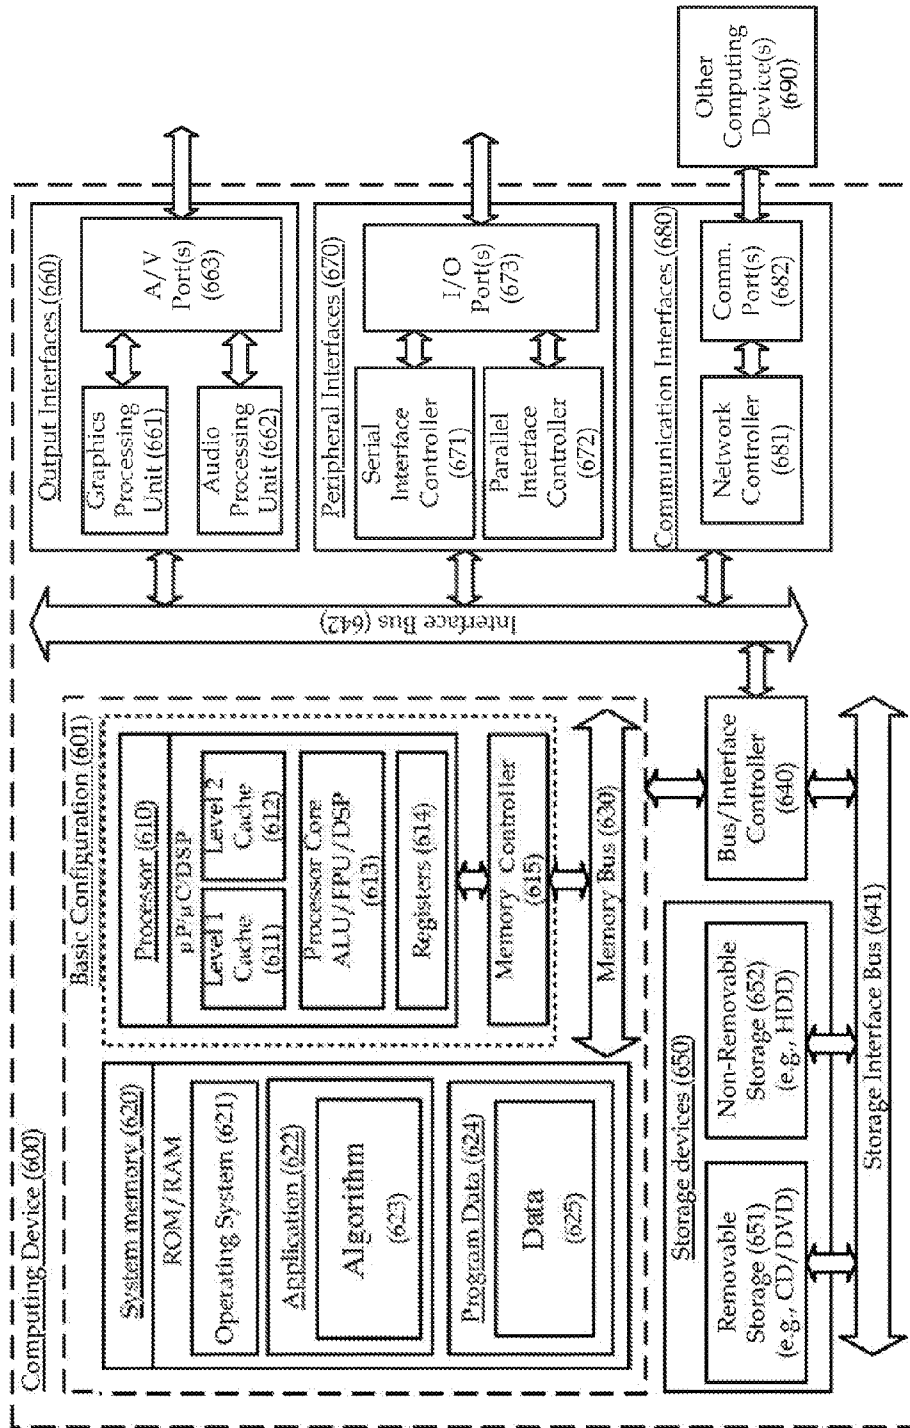 Computing Device (600)
Basic Configuration (601)
System memory (620)
ROM/RAM
Operating System (621)
Application (622)
Algorithm
(623)
Program Data (624)
Data
(625)
Processor (610)
µP/µC/DSP
Level 1
Cache
(611)
Level 2
Cache
(612)
Processor Core
ALU/FPU/DSP
(613)
Registers (614)
Memory Controller
(615)
Memory Bus (630)
Storage devices (650)
Removable
Storage (651)
(e.g., CD/DVD)
Non-Removable
Storage (652)
(e.g., HDD)
Bus/Interface
Controller
(640)
Storage Interface Bus (641)
Interface Bus (642)
Output Interfaces (660)
Graphics
Processing
Unit (661)
Audio
Processing
Unit (662)
A/V
Port(s)
(663)
Peripheral Interfaces (670)
Serial
Interface
Controller
(671)
Parallel
Interface
Controller
(672)
I/O
Port(s)
(673)
Communication Interfaces (680)
Network
Controller
(681)
Comm.
Port(s)
(682)
Other
Computing
Device(s)
(690)